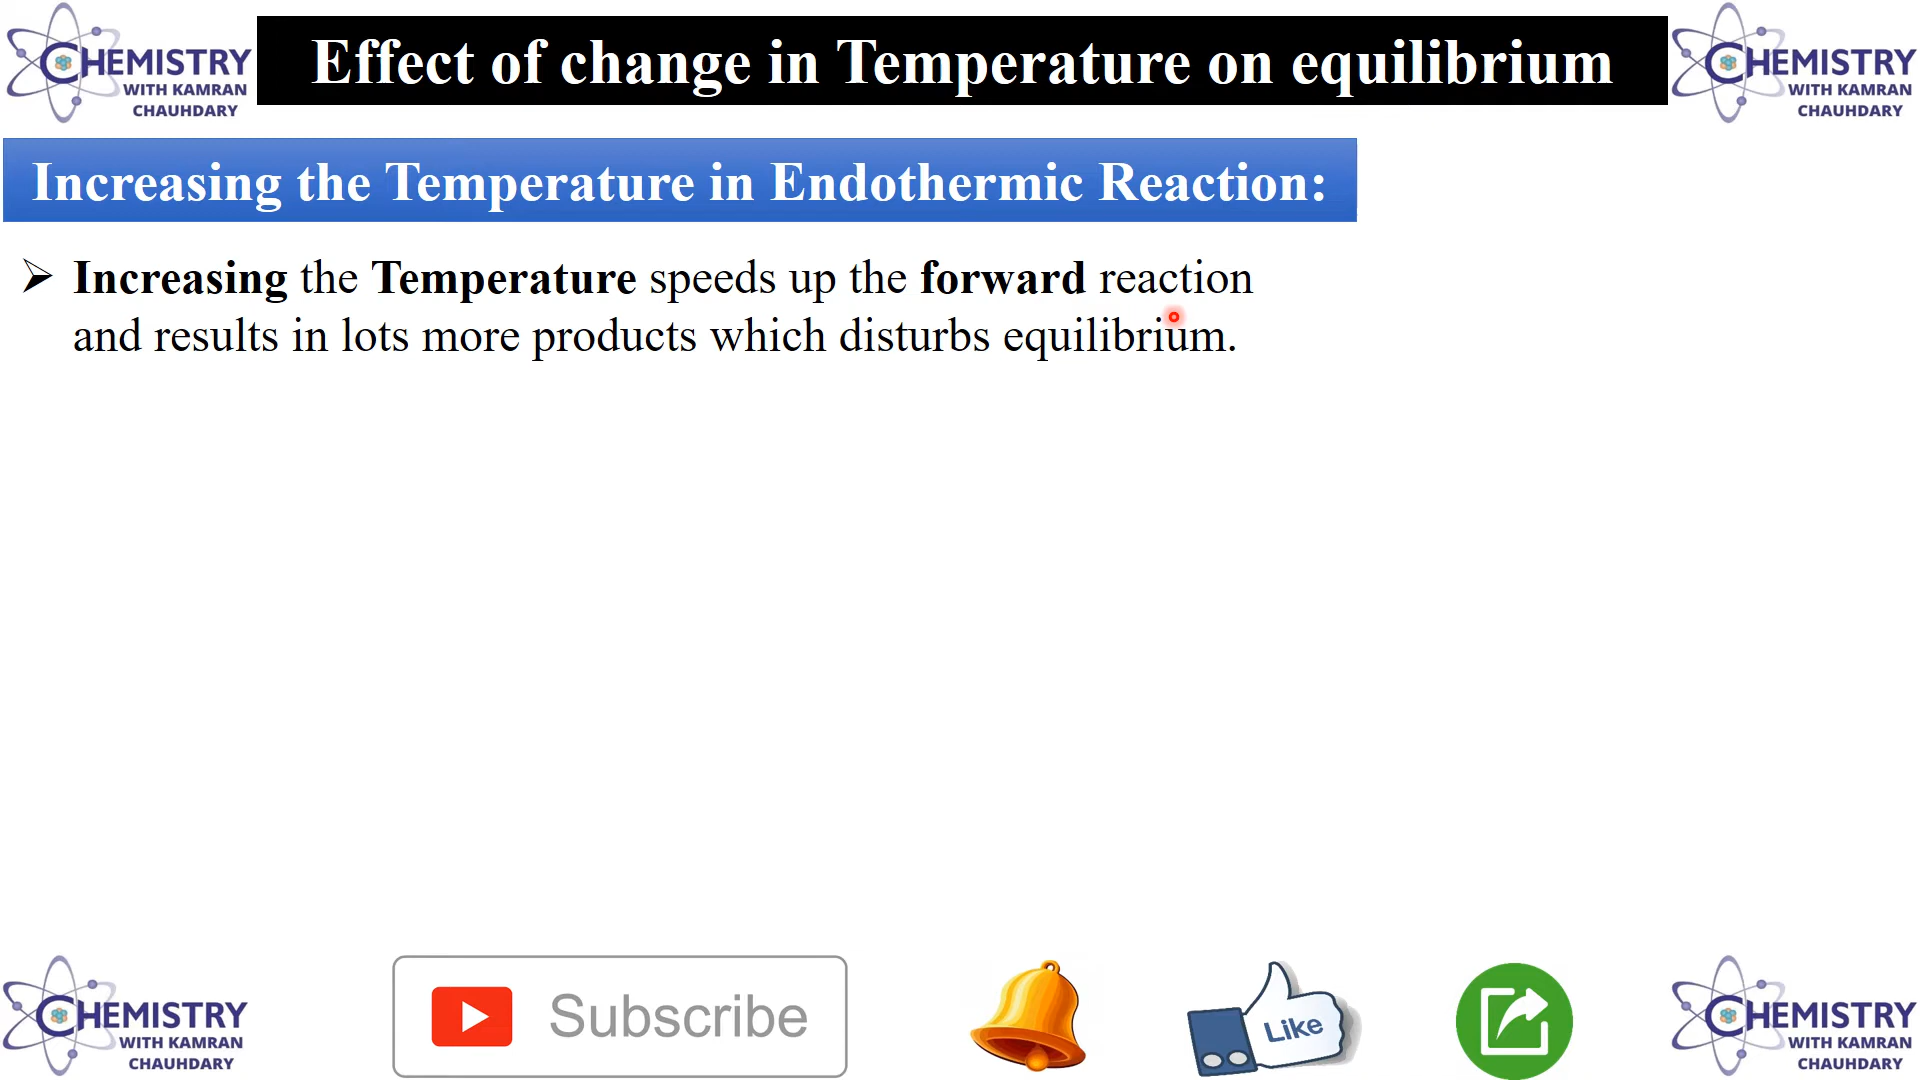 CHEMISTRY
WITH KAMRAN
CHAUHDARY
Effect of change in Temperature on equilibrium
CHEMISTRY
WITH KAMRAN
CHAUHDARY
Increasing the Temperature in Endothermic Reaction:
➢ Increasing the Temperature speeds up the forward reaction
and results in lots more products which disturbs equilibrium.
CHEMISTRY
WITH KAMRAN
CHAUHDARY
Subscribe
Like
CHEMISTRY
WITH KAMRAN
CHAUHDARY